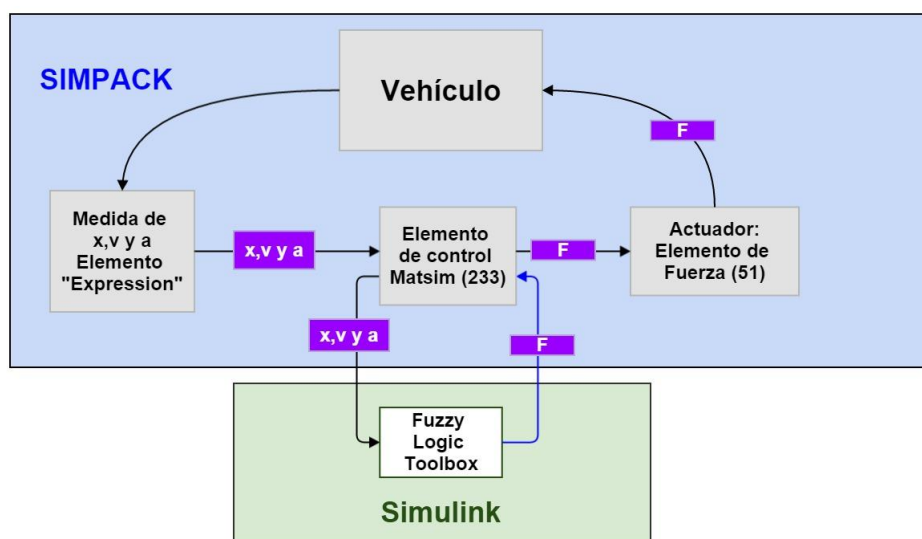 SIMPACK
Vehículo
F
Medida de
x,v y a
Elemento
"Expression"
x,v y a
Elemento
de control
Matsim (233)
F
Actuador:
Elemento de
Fuerza (51)
x,v y a
F
Fuzzy
Logic
Toolbox
Simulink